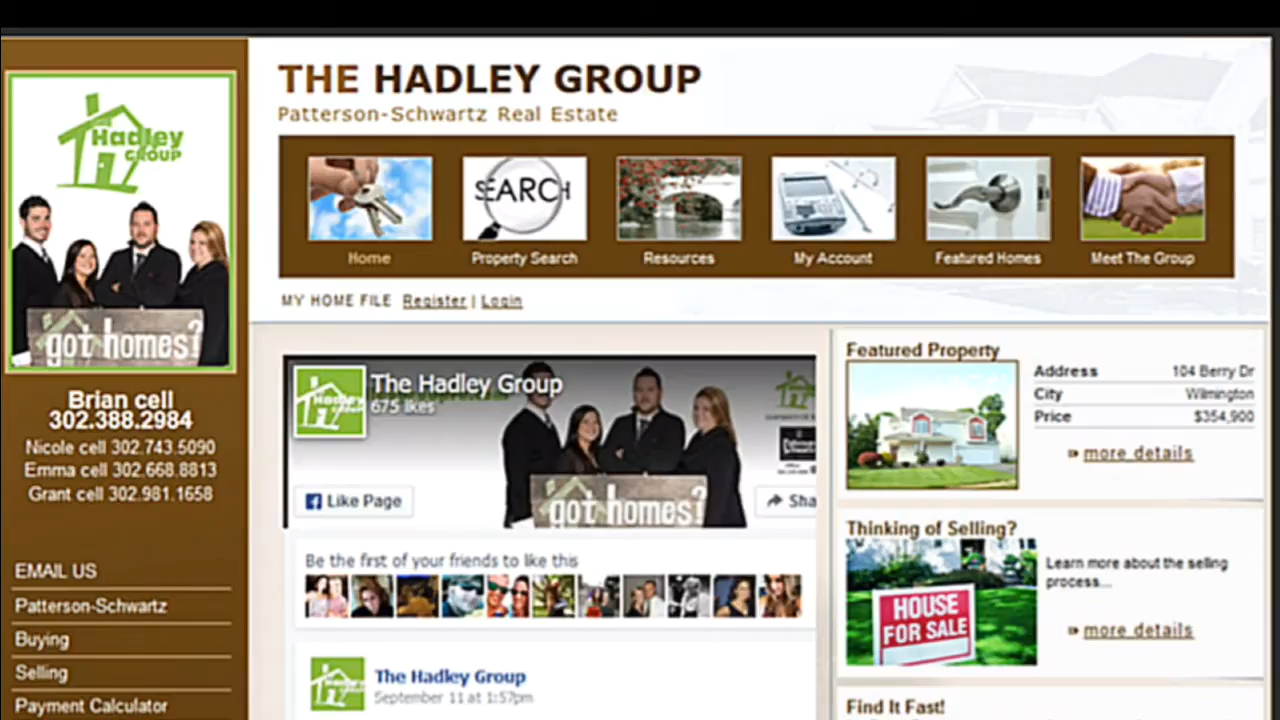 THE HADLEY GROUP
Patterson-Schwartz Real Estate
The
Hadley
GROUP
got homes?
SEARCH
Home
Property Search
Resources
My Account
Featured Homes
Meet The Group
MY HOME FILE Register | Login
Brian cell
302.388.2984
Nicole cell 302.743.5090
Emma cell 302.668.8813
Grant cell 302.981.1658
EMAIL US
Patterson-Schwartz
Buying
Selling
Payment Calculator
The Hadley Group
675 likes
got homes?
Like Page
Sha
Be the first of your friends to like this
The Hadley Group
September 11 at 1:57pm
Featured Property
Address 104 Berry Dr
City Wilmington
Price $354,900
more details
Thinking of Selling?
HOUSE
FOR SALE
Learn more about the selling
process...
more details
Find It Fast!